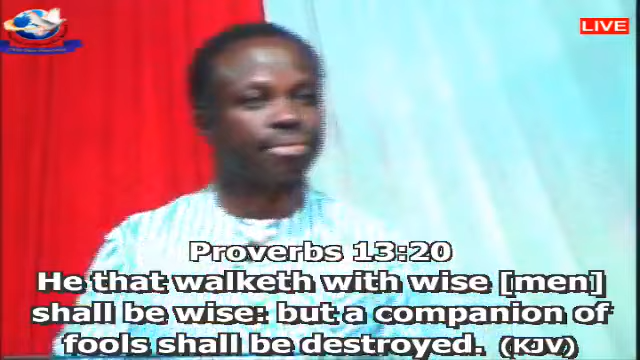 LIVE
Proverbs 13:20
He that walketh with wise [men]
shall be wise: but a companion of
fools shall be destroyed. (KJV)